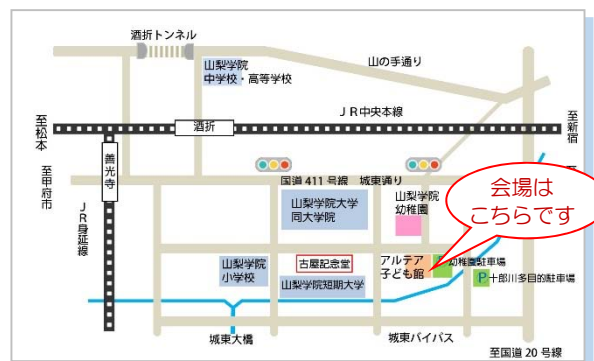 酒折トンネル
山梨学院
中学校・高等学校
山の手通り
JR中央本線
至松本
酒折
至新宿
善光寺
至甲府市
国道411号線 城東通り
至
JR身延線
山梨学院大学
同大学院
山梨学院
幼稚園
会場は
こちらです
山梨学院
小学校
古屋記念堂
山梨学院短期大学
アルテア
子ども館
幼稚園駐車場
P 十郎川多目的駐車場
城東大橋
城東バイパス
至国道20号線